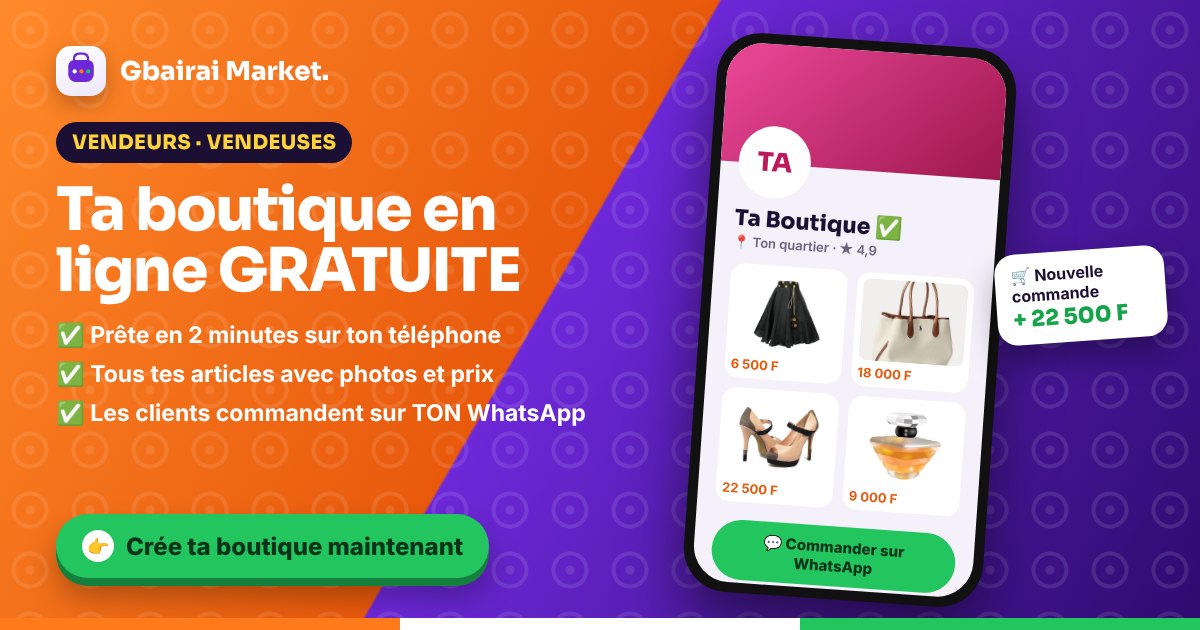 Gbairai Market.
VENDEURS · VENDEUSES
Ta boutique en
ligne GRATUITE
✅ Prête en 2 minutes sur ton téléphone
✅ Tous tes articles avec photos et prix
✅ Les clients commandent sur TON WhatsApp
👉 Crée ta boutique maintenant
TA
Ta Boutique ✅
📍 Ton quartier · ★ 4,9
6 500 F
18 000 F
22 500 F
9 000 F
💬 Commander sur
WhatsApp
🛒 Nouvelle
commande
+ 22 500 F